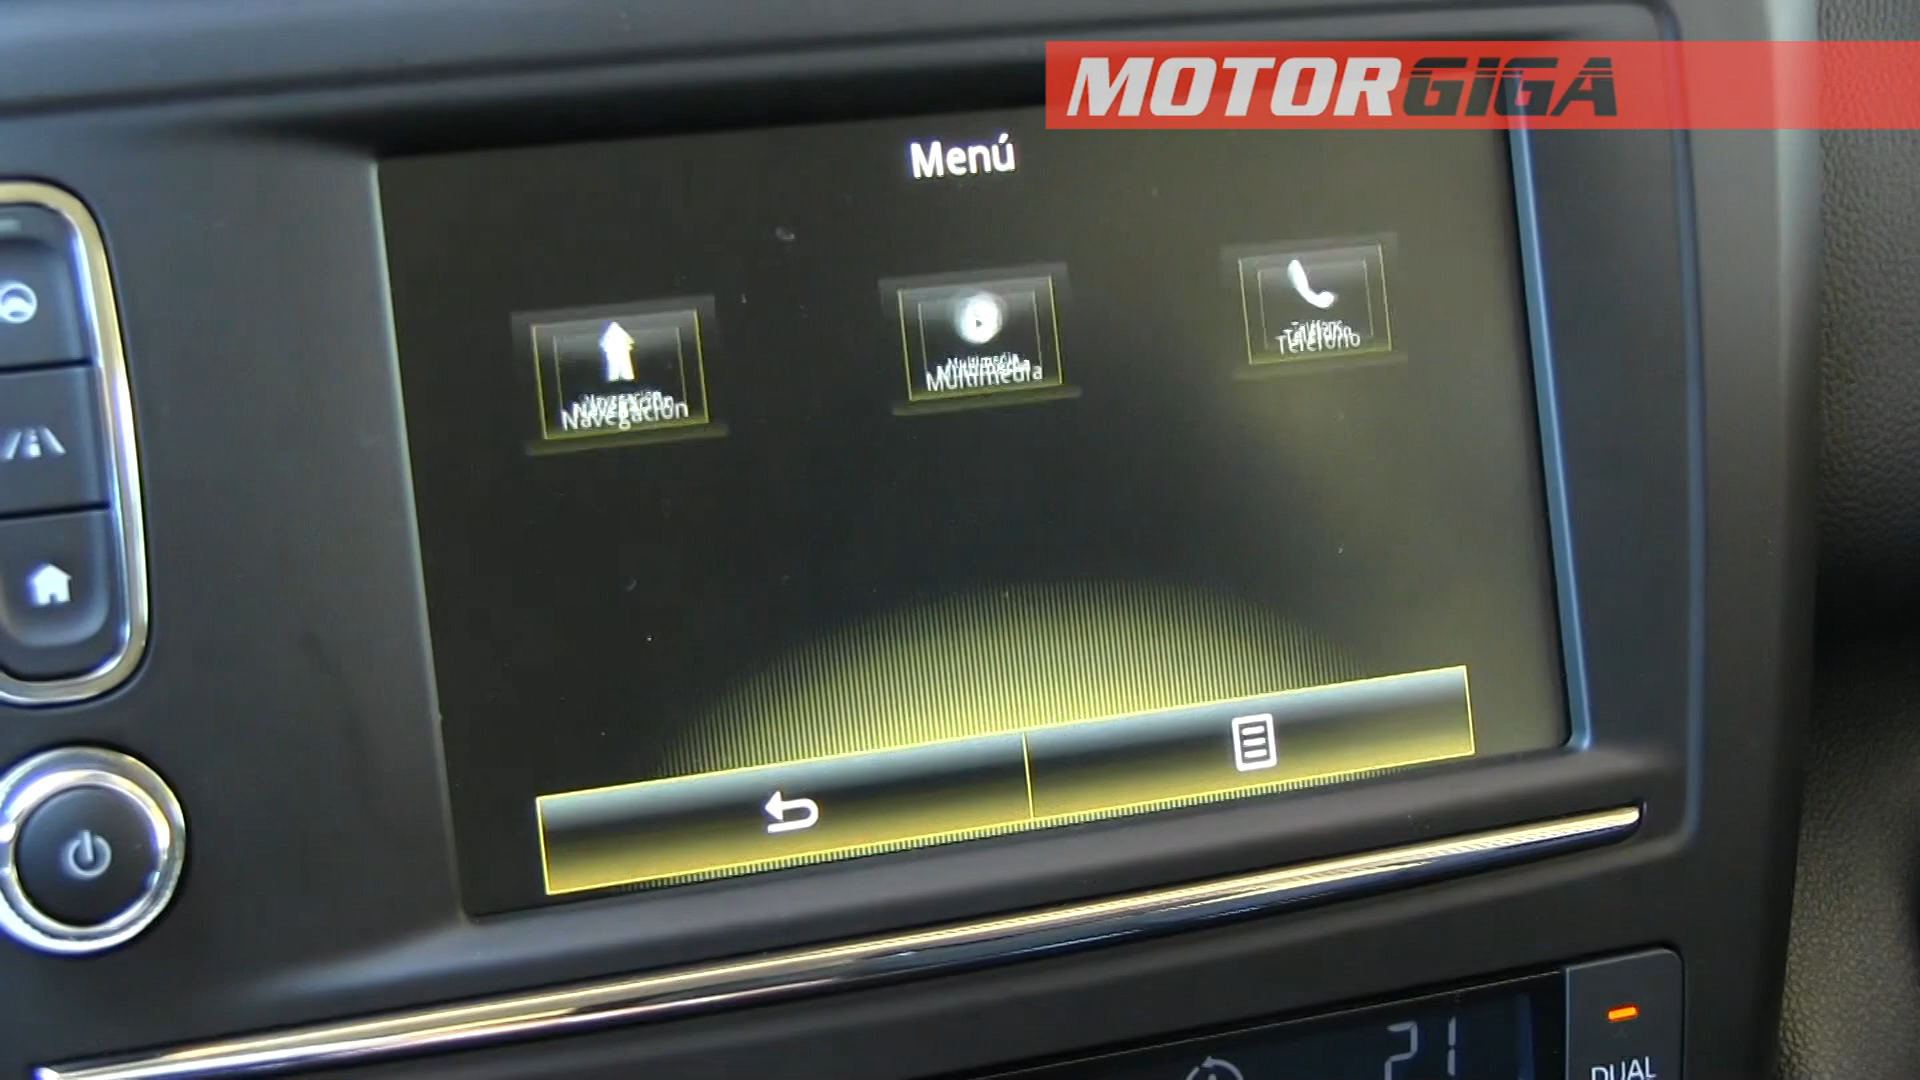 MOTORGIGA
Menú
Navegación
Multimedia
Teléfono
21
DUAL